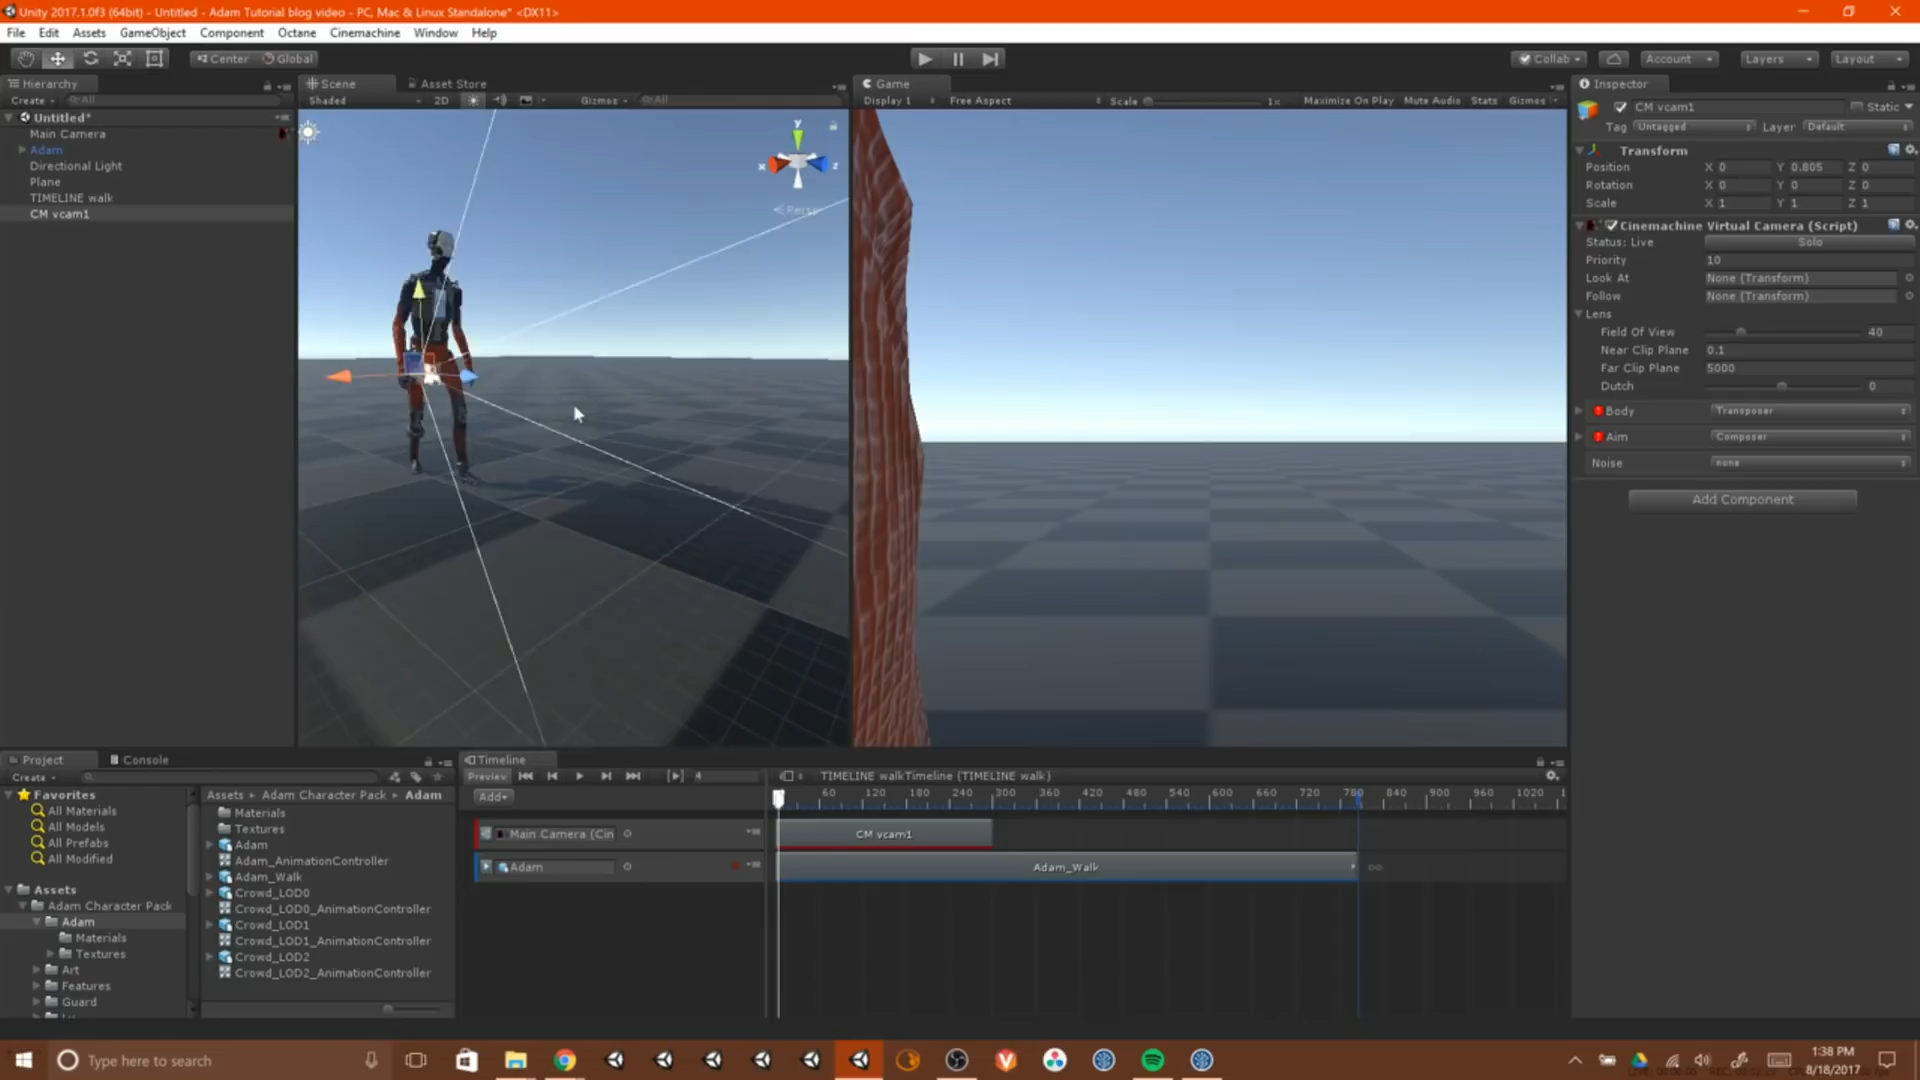 Unity 2017.1.0f3 (64bit) - Untitled - Adam Tutorial blog video - PC, Mac & Linux Standalone* <DX11>
File Edit Assets GameObject Component Octane Cinemachine Window Help
Center Global Collab Account Layers Layout
Hierarchy
Create All
Untitled*
Main Camera
Adam
Directional Light
Plane
TIMELINE walk
CM vcam1
Scene Asset Store
Shaded 2D Gizmos All
y
x z
Persp
Game
Display 1 Free Aspect Scale 1x Maximize On Play Mute Audio Stats Gizmos
Inspector
CM vcam1 Static
Tag Untagged Layer Default
Transform
Position X 0 Y 0.805 Z 0
Rotation X 0 Y 0 Z 0
Scale X 1 Y 1 Z 1
Cinemachine Virtual Camera (Script)
Status: Live Solo
Priority 10
Look At None (Transform)
Follow None (Transform)
Lens
Field Of View 40
Near Clip Plane 0.1
Far Clip Plane 5000
Dutch 0
Body Transposer
Aim Composer
Noise none
Add Component
Project Console
Create
Favorites
All Materials
All Models
All Prefabs
All Modified
Assets
Adam Character Pack
Adam
Materials
Textures
Art
Features
Guard
Assets Adam Character Pack Adam
Materials
Textures
Adam
Adam_AnimationController
Adam_Walk
Crowd_LOD0
Crowd_LOD0_AnimationController
Crowd_LOD1
Crowd_LOD1_AnimationController
Crowd_LOD2
Crowd_LOD2_AnimationController
Timeline
Preview 4 TIMELINE walkTimeline (TIMELINE walk)
Add
60 120 180 240 300 360 420 480 540 600 660 720 780 840 900 960 1020
Main Camera (Cin CM vcam1
Adam Adam_Walk
Type here to search
1:38 PM
8/18/2017